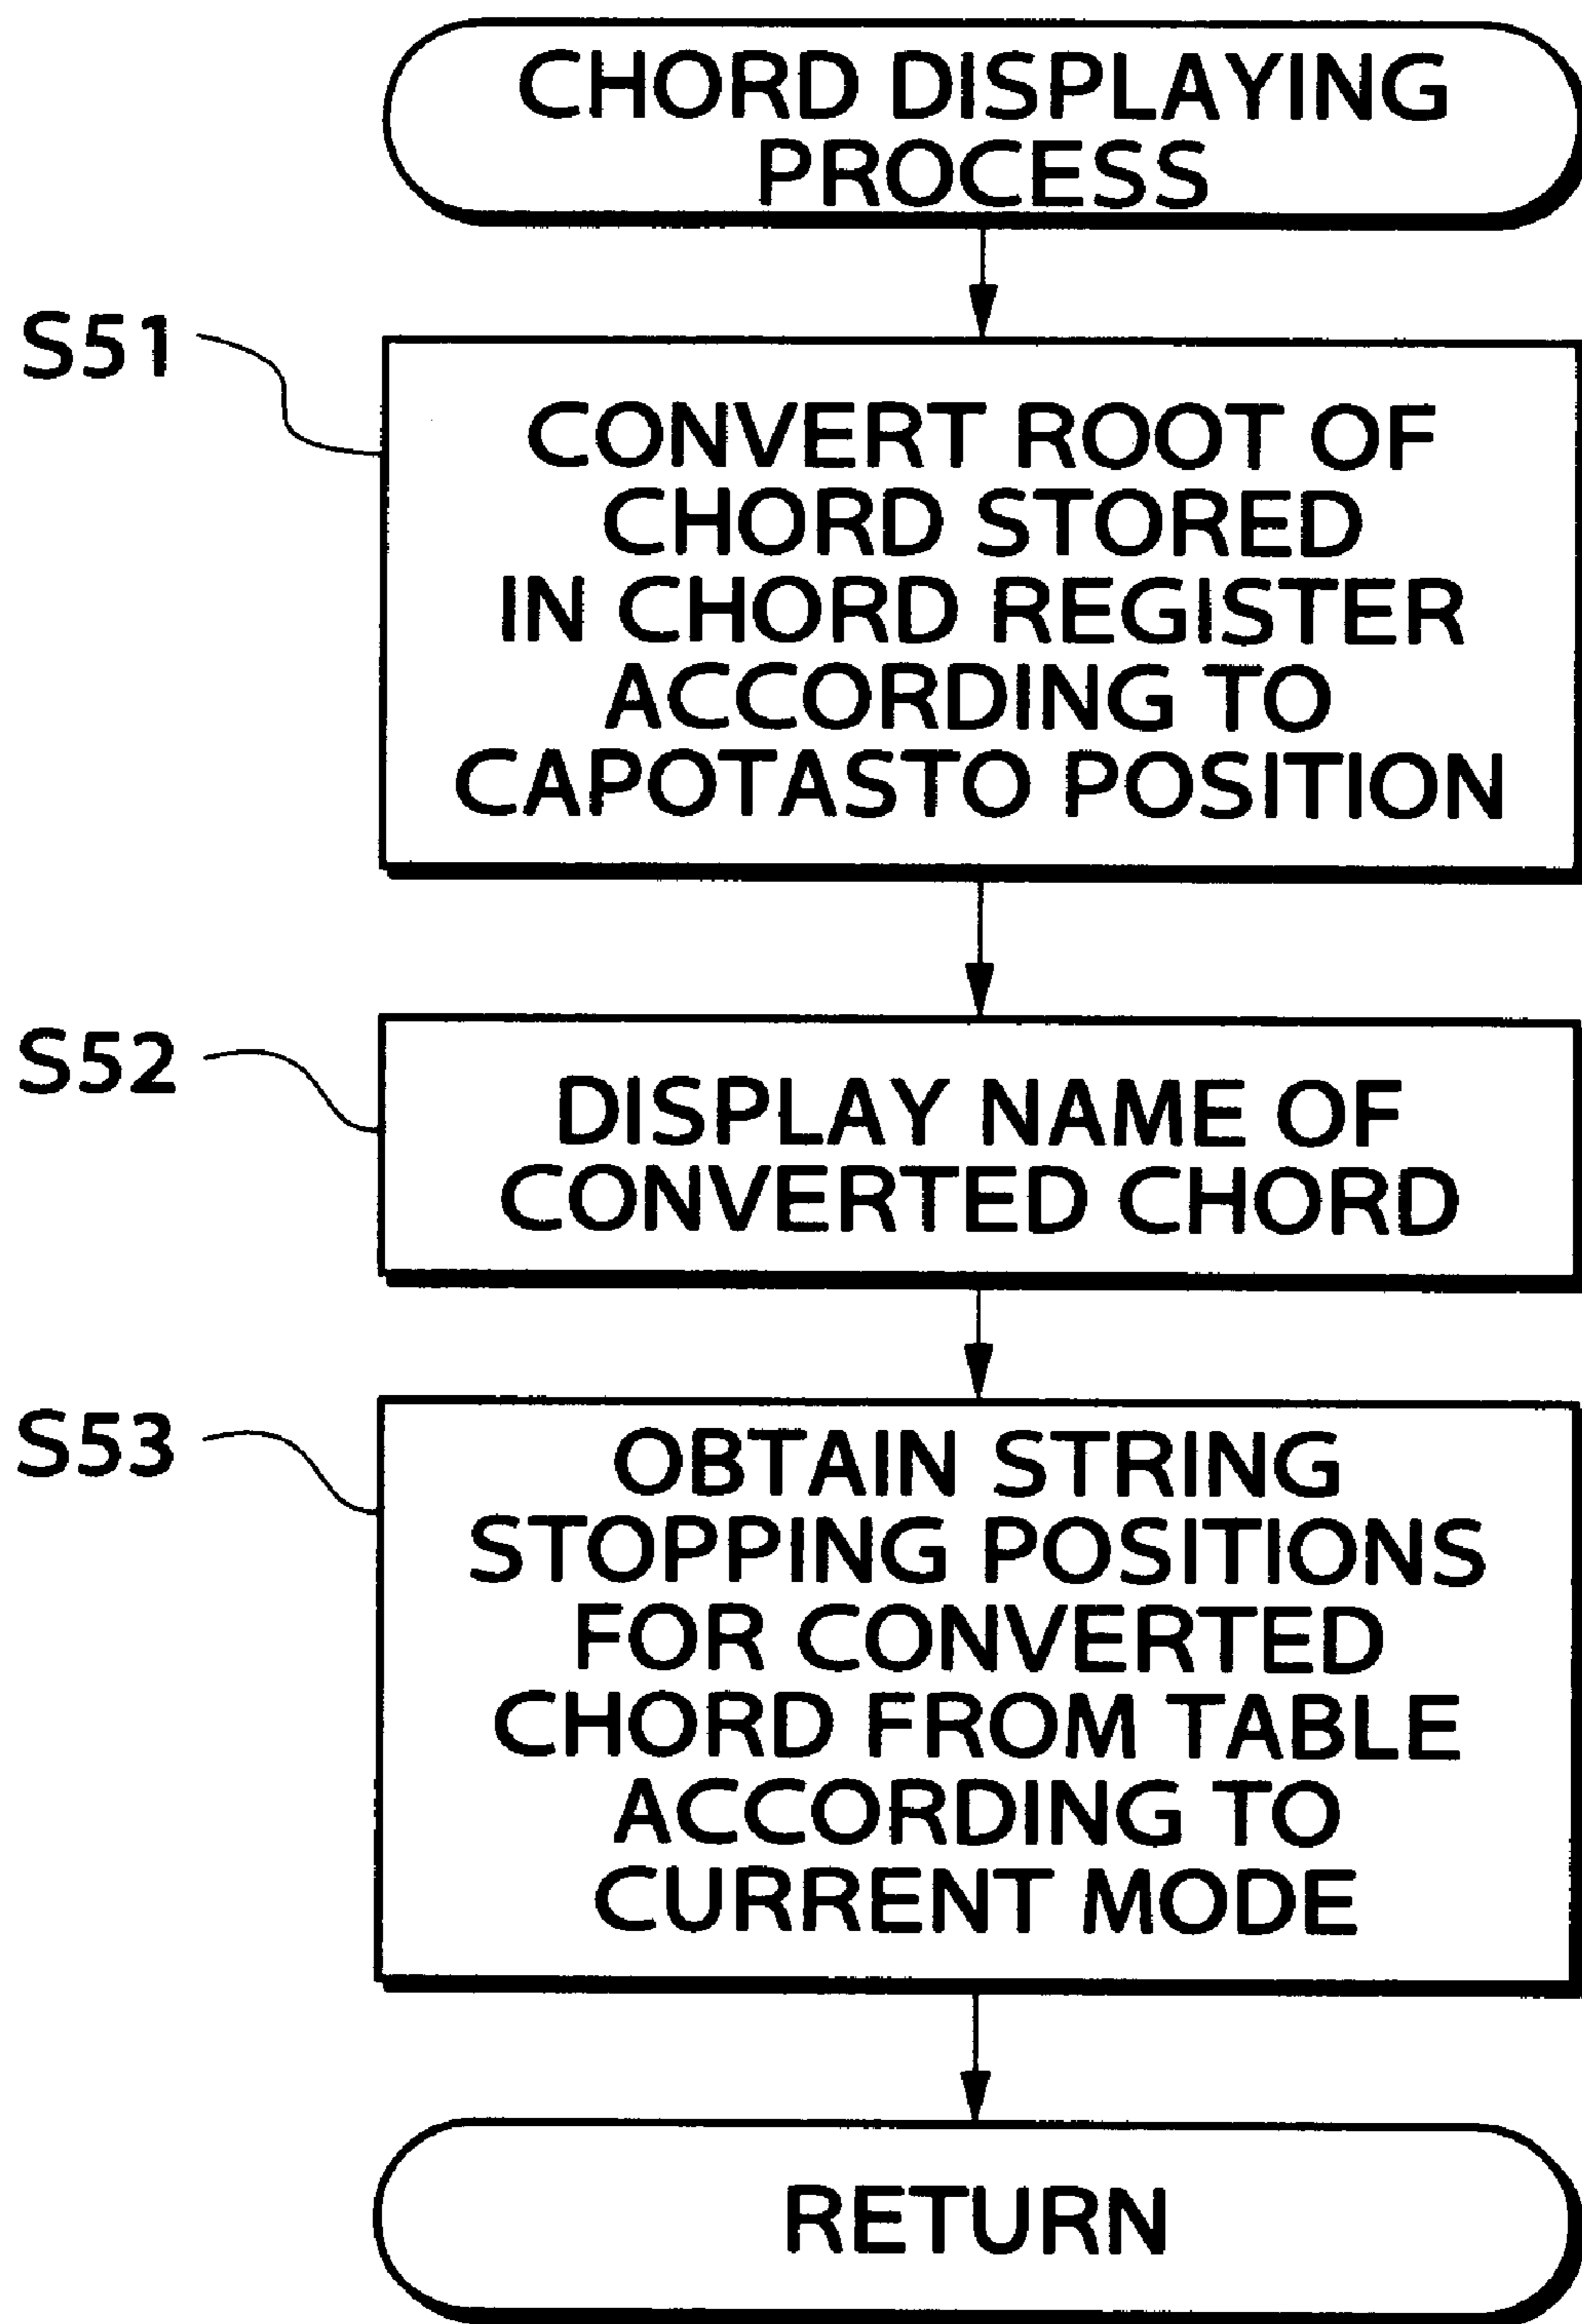 CHORD DISPLAYING
PROCESS
S51
CONVERT ROOT OF
CHORD STORED
IN CHORD REGISTER
ACCORDING TO
CAPOTASTO POSITION
S52
DISPLAY NAME OF
CONVERTED CHORD
S53
OBTAIN STRING
STOPPING POSITIONS
FOR CONVERTED
CHORD FROM TABLE
ACCORDING TO
CURRENT MODE
RETURN